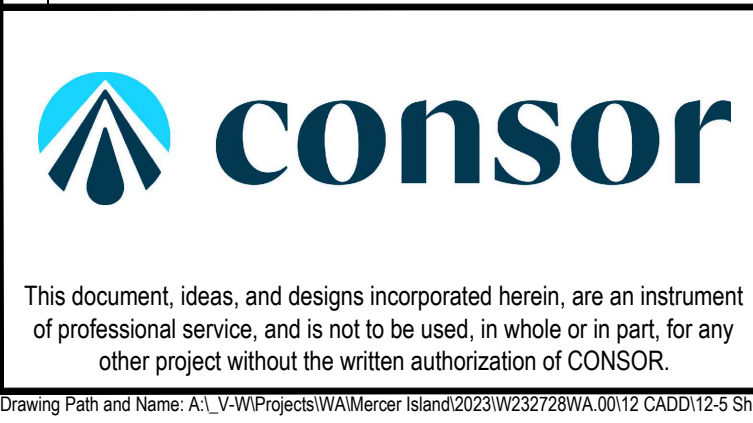 consor
This document, ideas, and designs incorporated herein, are an instrument
of professional service, and is not to be used, in whole or in part, for any
other project without the written authorization of CONSOR.
Drawing Path and Name: A:\_V-W\Projects\WA\Mercer Island\2023\W232728WA.00\12 CADD\12-5 Sh